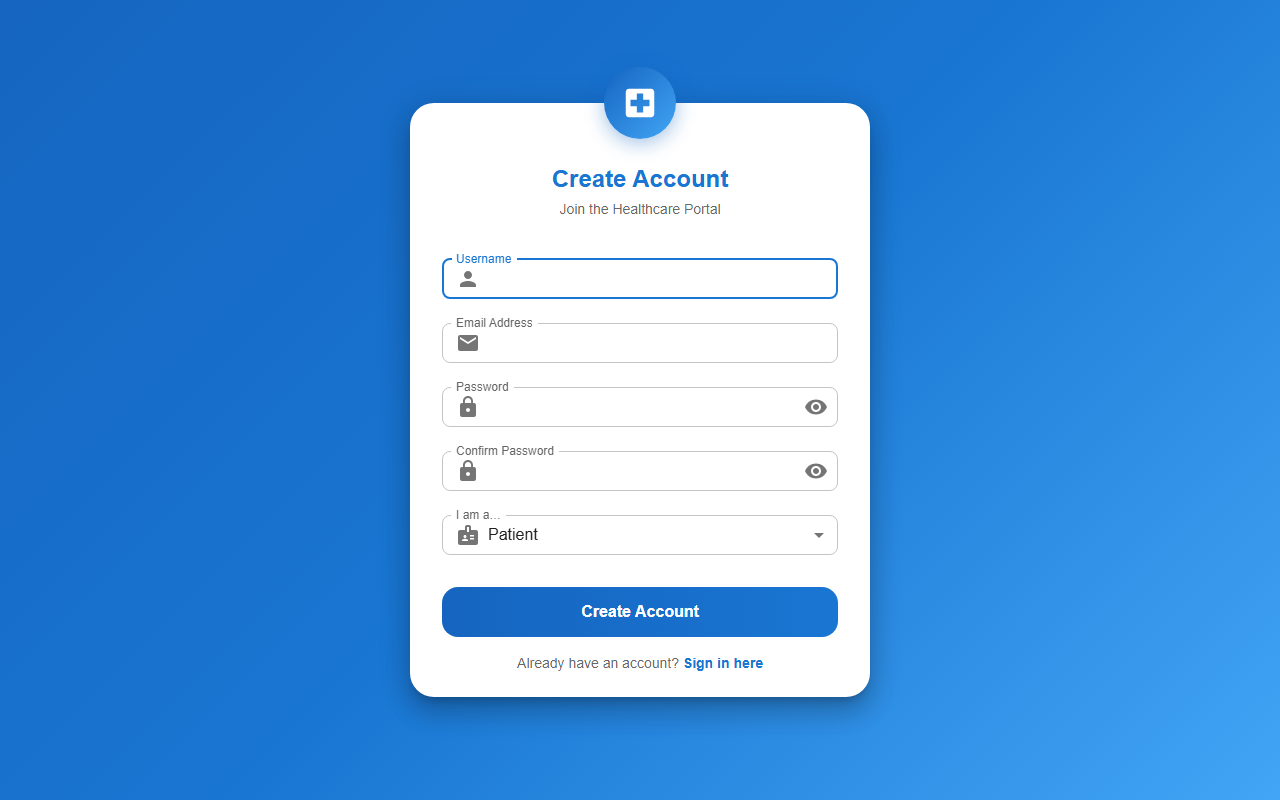 Create Account
Join the Healthcare Portal
Username
Email Address
Password
Confirm Password
I am a...
Patient
Create Account
Already have an account? Sign in here